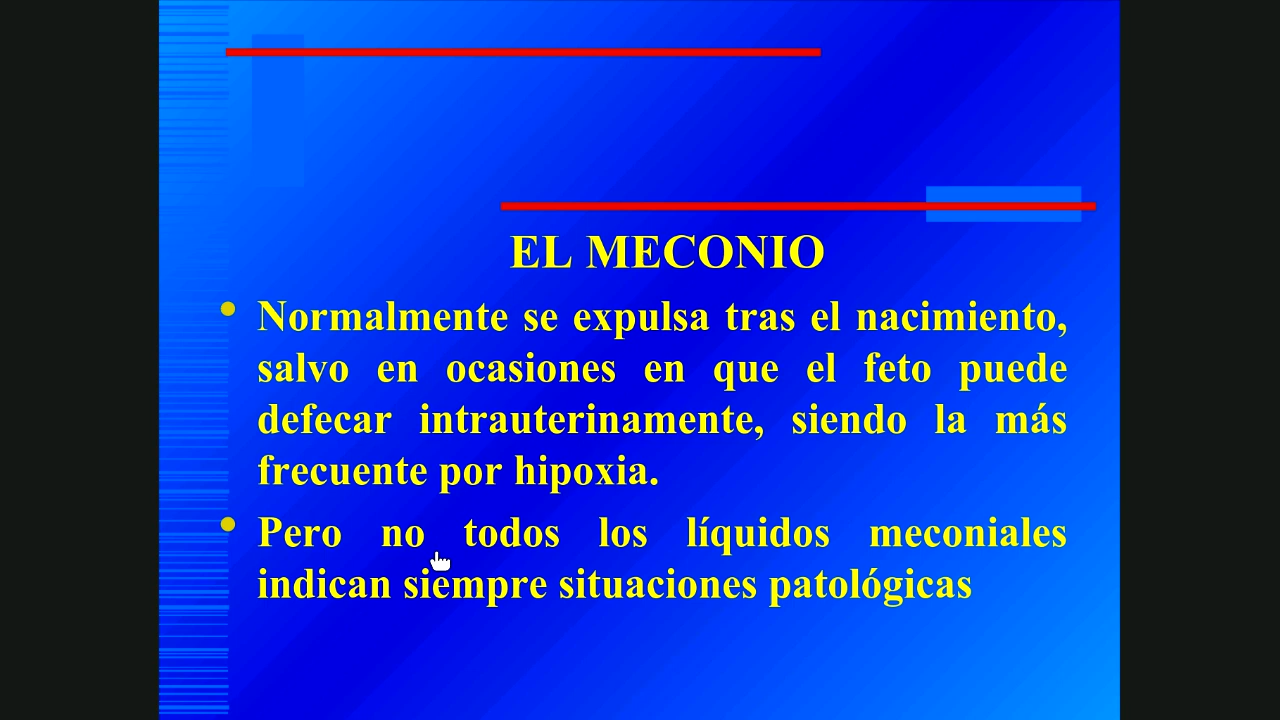 EL MECONIO
Normalmente se expulsa tras el nacimiento,
salvo en ocasiones en que el feto puede
defecar intrauterinamente, siendo la más
frecuente por hipoxia.
Pero no todos los líquidos meconiales
indican siempre situaciones patológicas